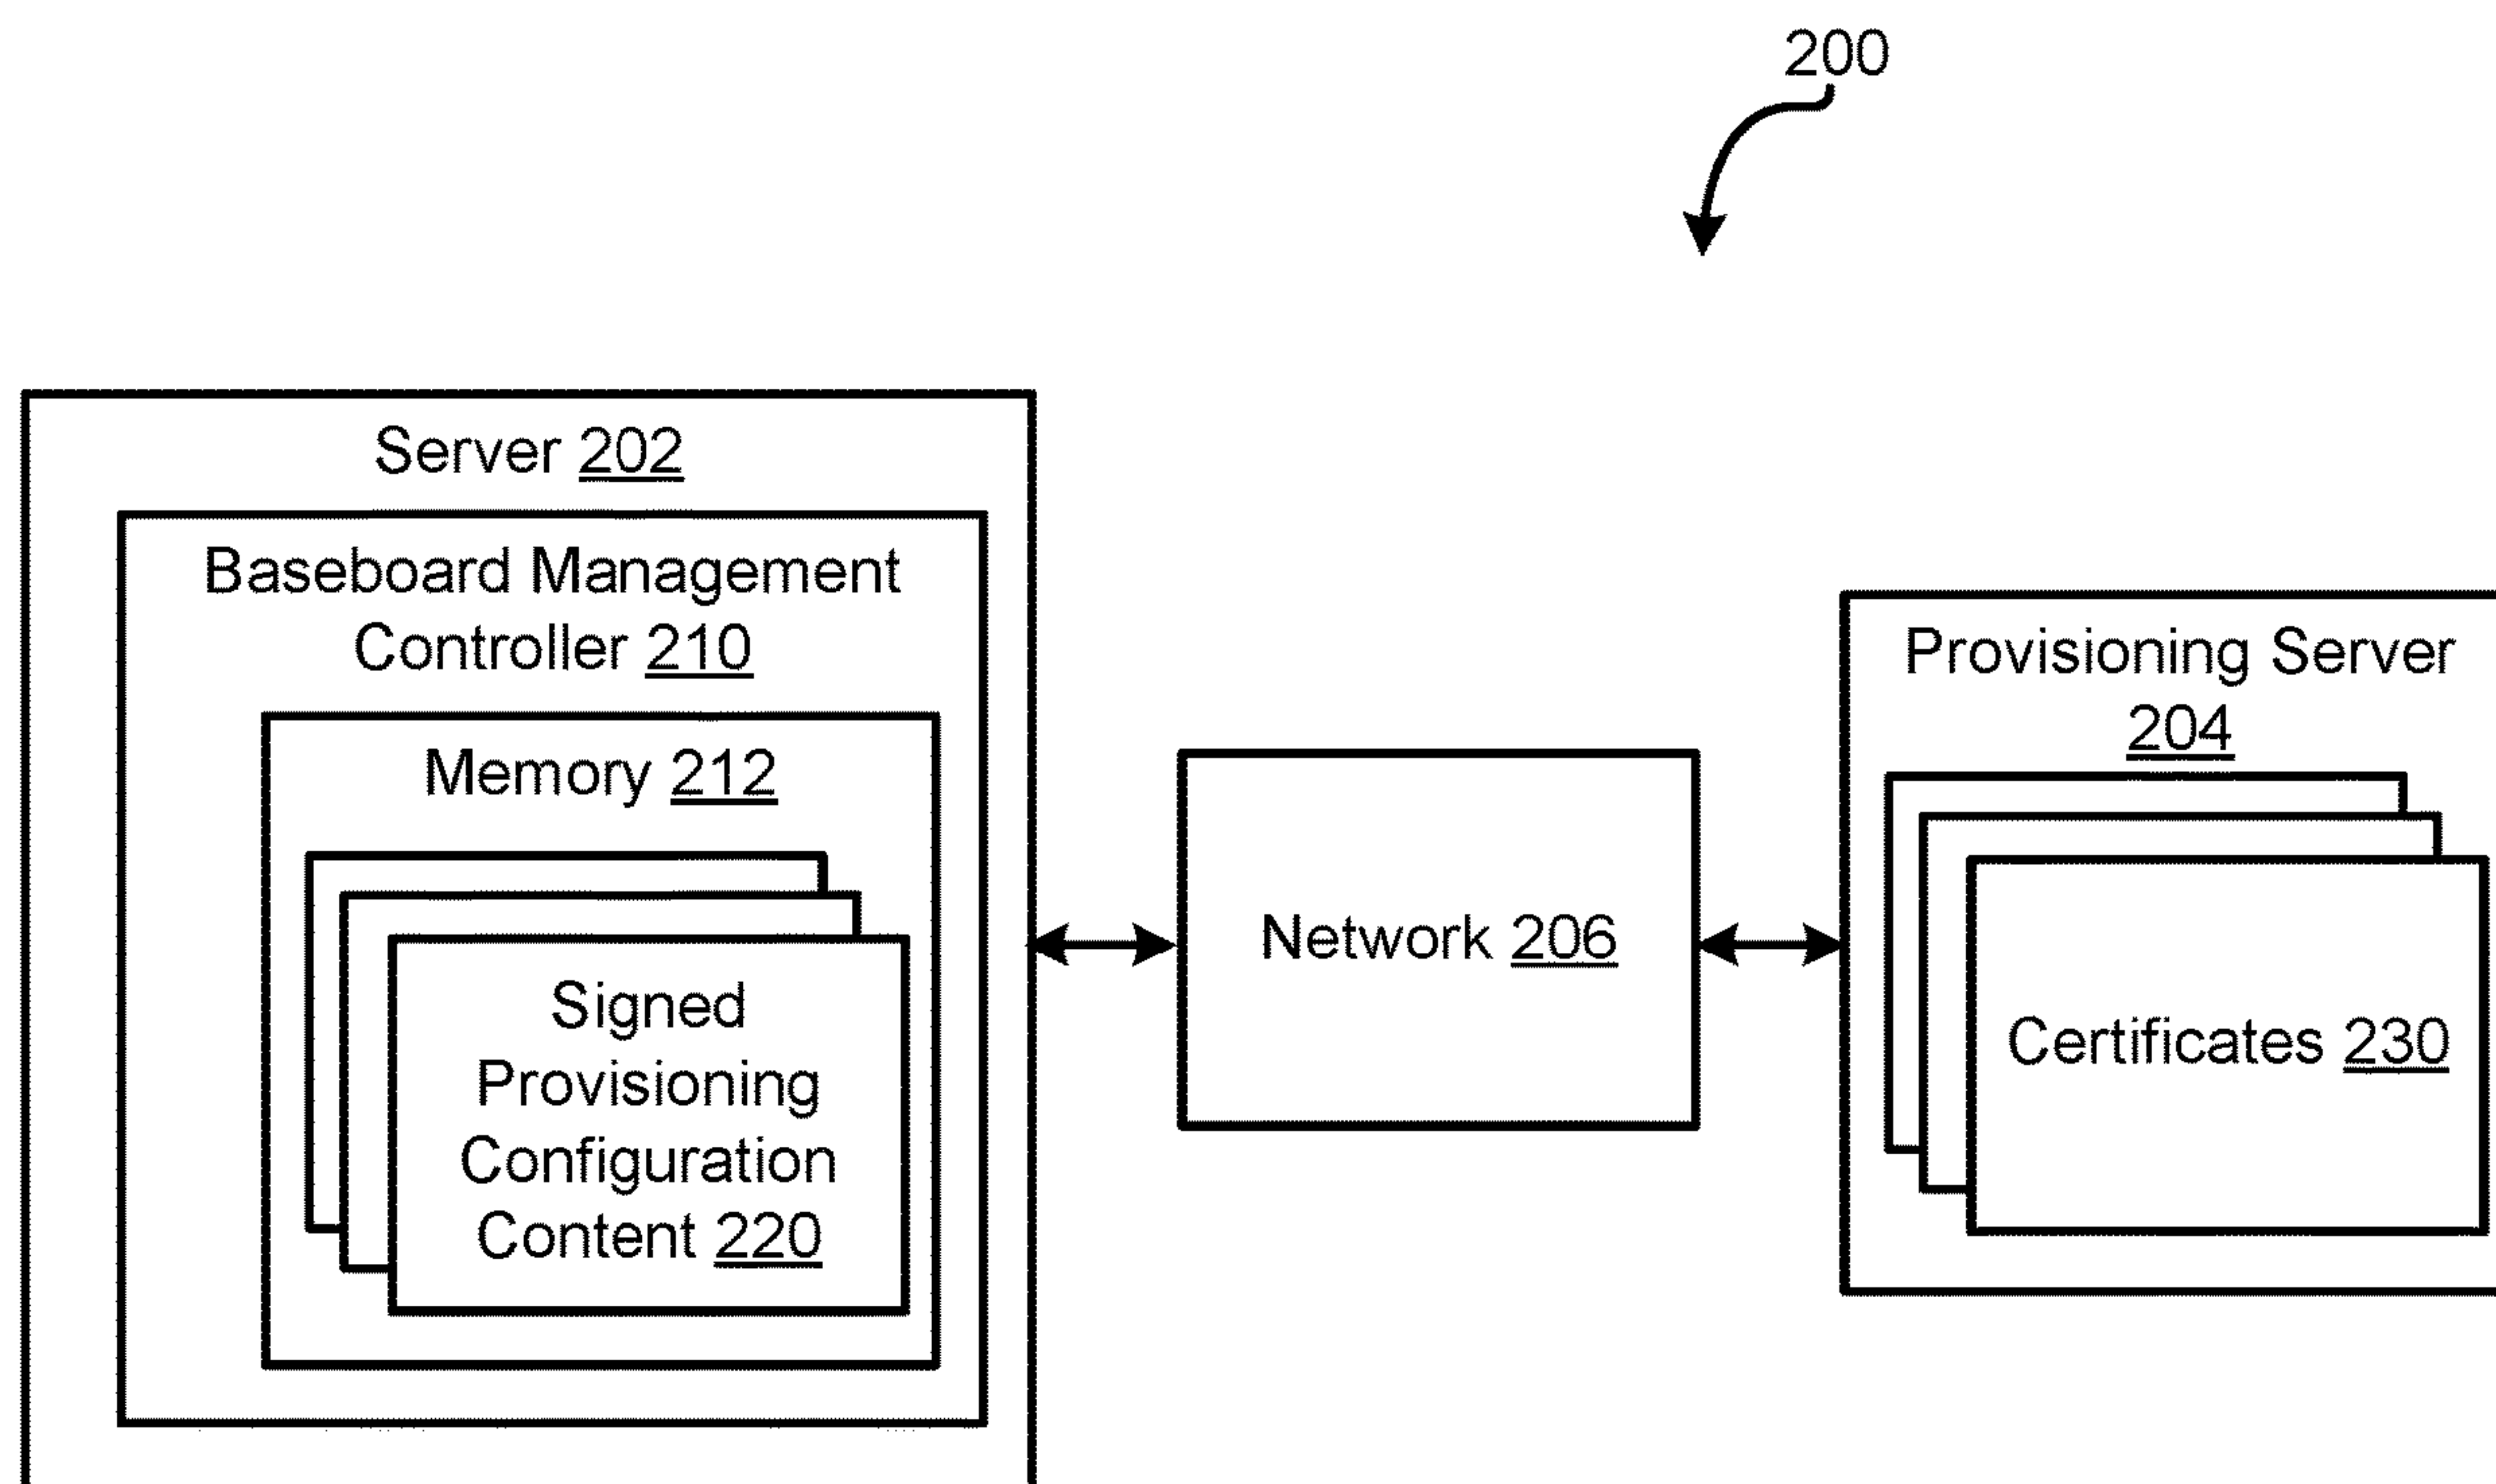 200
Server 202
Baseboard Management
Controller 210
Memory 212
Signed
Provisioning
Configuration
Content 220
Network 206
Provisioning Server
204
Certificates 230